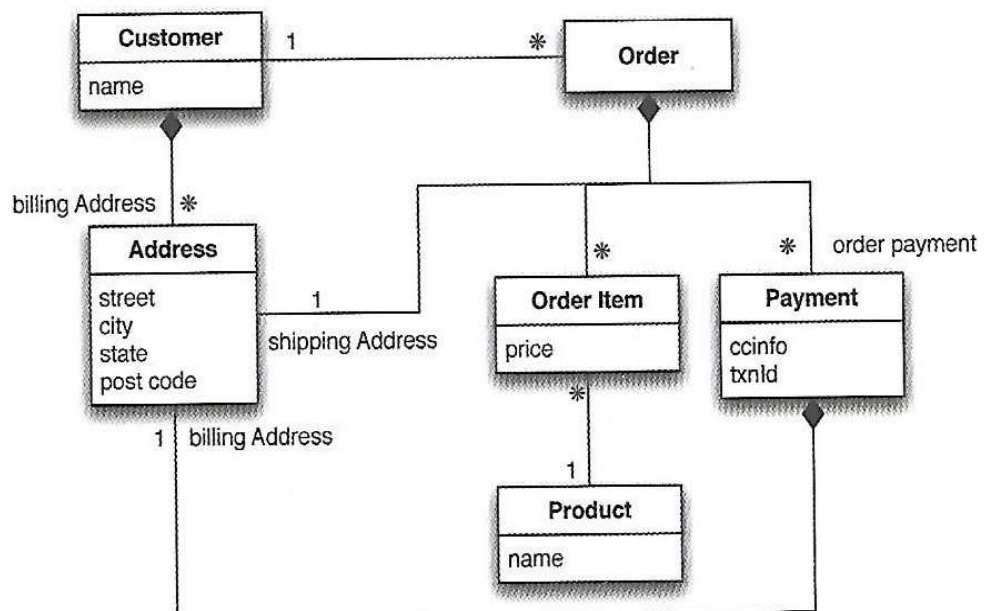 Customer
name
1
*
Order
billing Address
*
Address
street
city
state
post code
1
shipping Address
*
Order Item
price
*
order payment
Payment
ccinfo
txnId
1
billing Address
*
1
Product
name